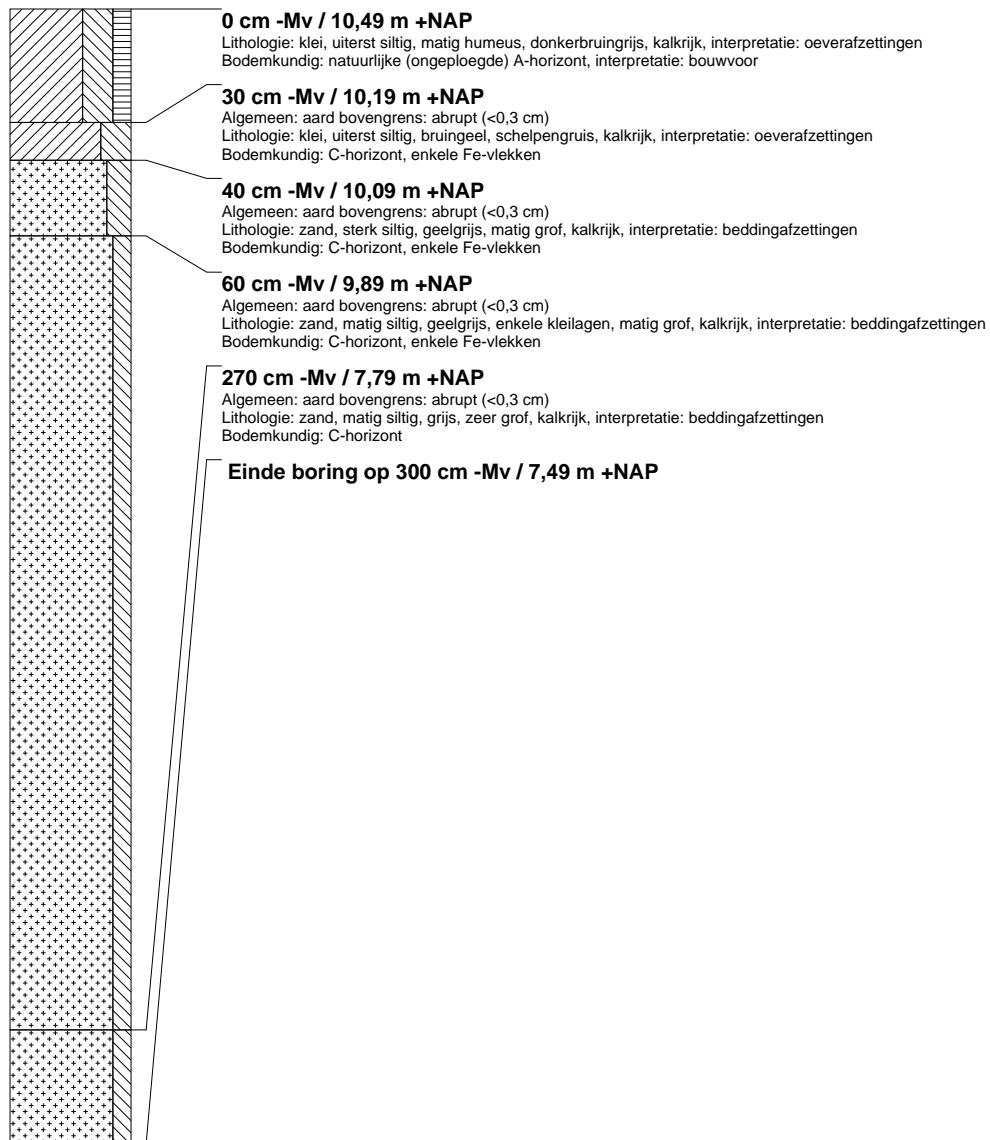 0 cm -Mv / 10,49 m +NAP
Lithologie: klei, uiterst siltig, matig humeus, donkerbruingrijs, kalkrijk, interpretatie: oeverafzettingen
Bodemkundig: natuurlijke (ongeploegde) A-horizont, interpretatie: bouwvoor
30 cm -Mv / 10,19 m +NAP
Algemeen: aard bovengrens: abrupt (<0,3 cm)
Lithologie: klei, uiterst siltig, bruingeel, schelpengruis, kalkrijk, interpretatie: oeverafzettingen
Bodemkundig: C-horizont, enkele Fe-vlekken
40 cm -Mv / 10,09 m +NAP
Algemeen: aard bovengrens: abrupt (<0,3 cm)
Lithologie: zand, sterk siltig, geelgrijs, matig grof, kalkrijk, interpretatie: beddingafzettingen
Bodemkundig: C-horizont, enkele Fe-vlekken
60 cm -Mv / 9,89 m +NAP
Algemeen: aard bovengrens: abrupt (<0,3 cm)
Lithologie: zand, matig siltig, geelgrijs, enkele kleilagen, matig grof, kalkrijk, interpretatie: beddingafzettingen
Bodemkundig: C-horizont, enkele Fe-vlekken
270 cm -Mv / 7,79 m +NAP
Algemeen: aard bovengrens: abrupt (<0,3 cm)
Lithologie: zand, matig siltig, grijs, zeer grof, kalkrijk, interpretatie: beddingafzettingen
Bodemkundig: C-horizont
Einde boring op 300 cm -Mv / 7,49 m +NAP